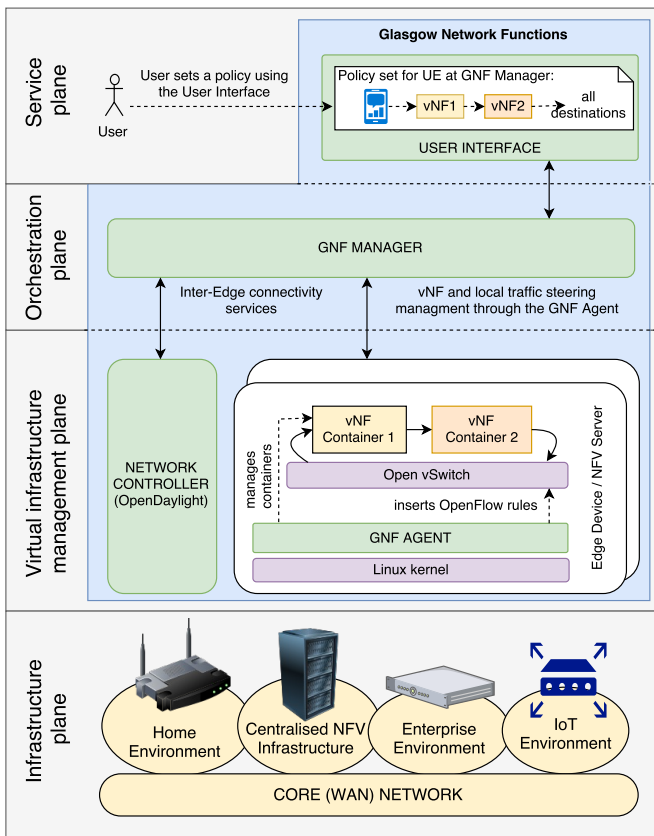 Glasgow Network Functions
Service
plane
User sets a policy using
the User Interface
User
Policy set for UE at GNF Manager:
vNF1
vNF2
all
destinations
USER INTERFACE
Orchestration
plane
GNF MANAGER
Inter-Edge connectivity
services
vNF and local traffic steering
managment through the GNF Agent
Virtual infrastructure
management plane
NETWORK
CONTROLLER
(OpenDaylight)
manages
containers
vNF
Container 1
vNF
Container 2
Open vSwitch
inserts OpenFlow rules
GNF AGENT
Linux kernel
Edge Device / NFV Server
Infrastructure
plane
Home
Environment
Centralised NFV
Infrastructure
Enterprise
Environment
IoT
Environment
CORE (WAN) NETWORK